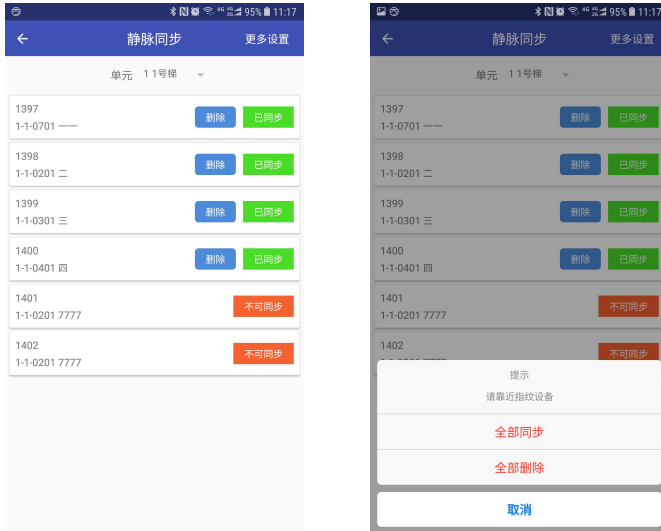 95% 11:17
静脉同步 更多设置
单元 1 1号梯
1397
1-1-0701 一一
删除 已同步
1398
1-1-0201 二
删除 已同步
1399
1-1-0301 三
删除 已同步
1400
1-1-0401 四
删除 已同步
1401
1-1-0201 7777
不可同步
1402
1-1-0201 7777
不可同步
95% 11:17
静脉同步 更多设置
单元 1 1号梯
1397
1-1-0701 一一
删除 已同步
1398
1-1-0201 二
删除 已同步
1399
1-1-0301 三
删除 已同步
1400
1-1-0401 四
删除 已同步
1401
1-1-0201 7777
不可同步
1402
不可同步
提示
请靠近指纹设备
全部同步
全部删除
取消